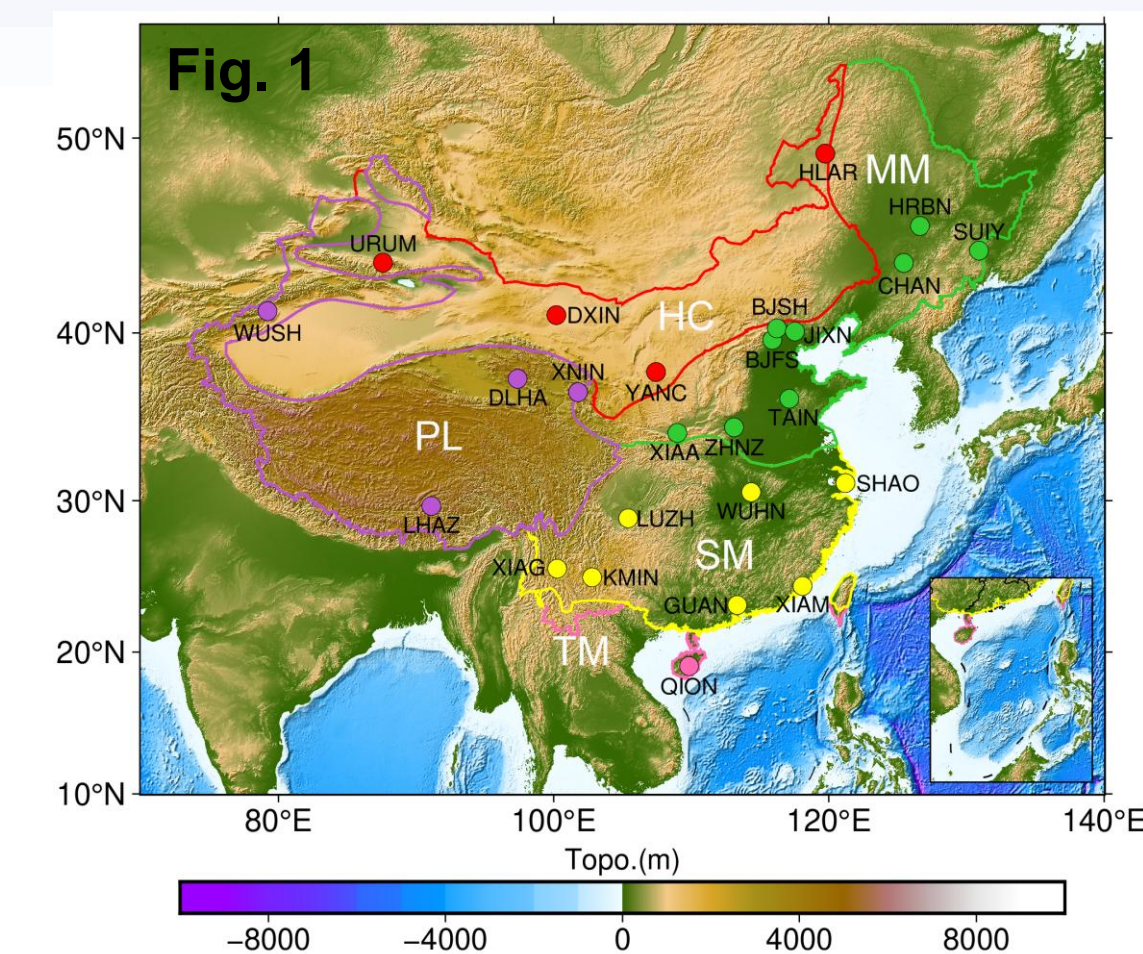 Fig. 1
50°N
HLAR
MM
HRBN
URUM
SUIY
CHAN
BJSH
DXIN
HC
40°N
WUSH
JIXN
BJFS
XNIN
DLHA
YANC
TAIN
PL
XIAA
ZHNZ
SHAO
30°N
LUZH
WUHN
LHAZ
SM
XIAG
KMIN
GUAN
XIAM
TM
20°N
QION
10°N
80°E
100°E
120°E
140°E
Topo.(m)
−8000
−4000
0
4000
8000